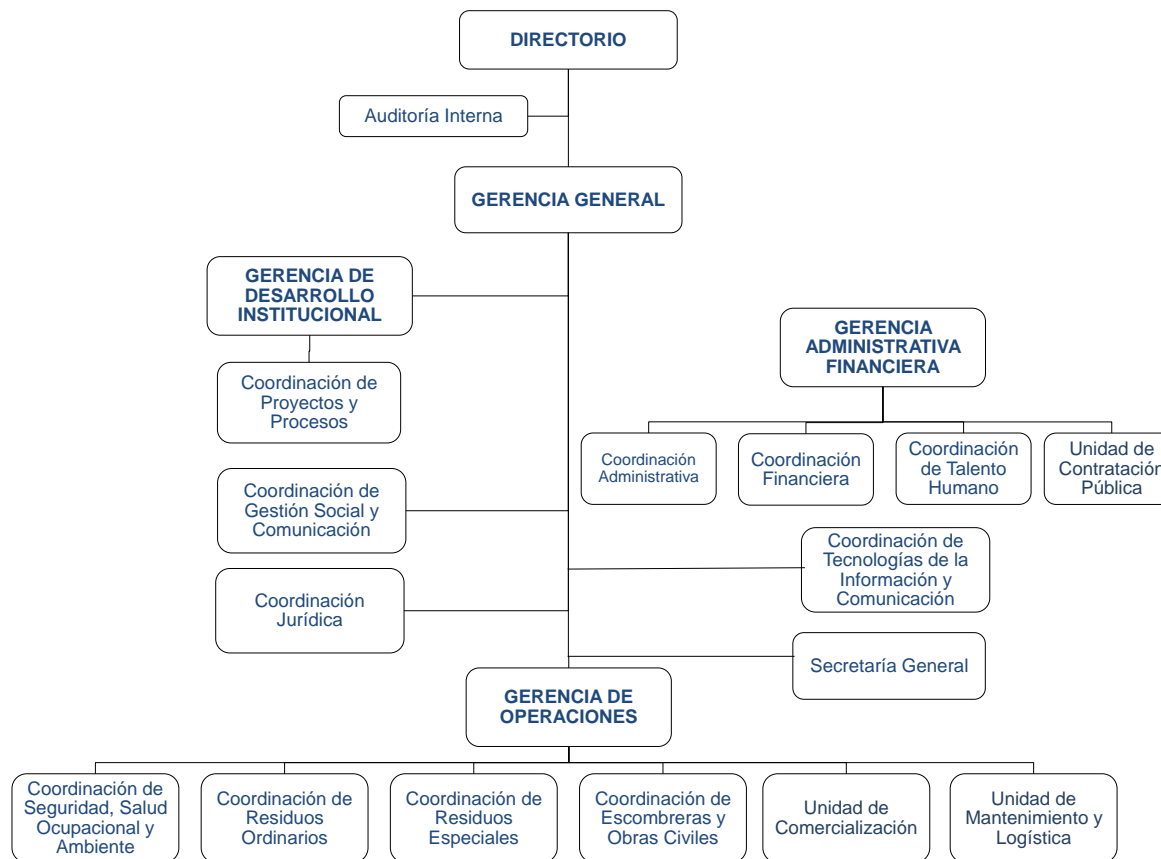 DIRECTORIO
Auditoría Interna
GERENCIA GENERAL
GERENCIA DE
DESARROLLO
INSTITUCIONAL
GERENCIA
ADMINISTRATIVA
FINANCIERA
Coordinación de
Proyectos y
Procesos
Coordinación
Administrativa
Coordinación
Financiera
Coordinación
de Talento
Humano
Unidad de
Contratación
Pública
Coordinación de
Gestión Social y
Comunicación
Coordinación de
Tecnologías de la
Información y
Comunicación
Coordinación
Jurídica
Secretaría General
GERENCIA DE
OPERACIONES
Coordinación de
Seguridad, Salud
Ocupacional y
Ambiente
Coordinación de
Residuos
Ordinarios
Coordinación de
Residuos
Especiales
Coordinación de
Escombreras y
Obras Civiles
Unidad de
Comercialización
Unidad de
Mantenimiento y
Logística